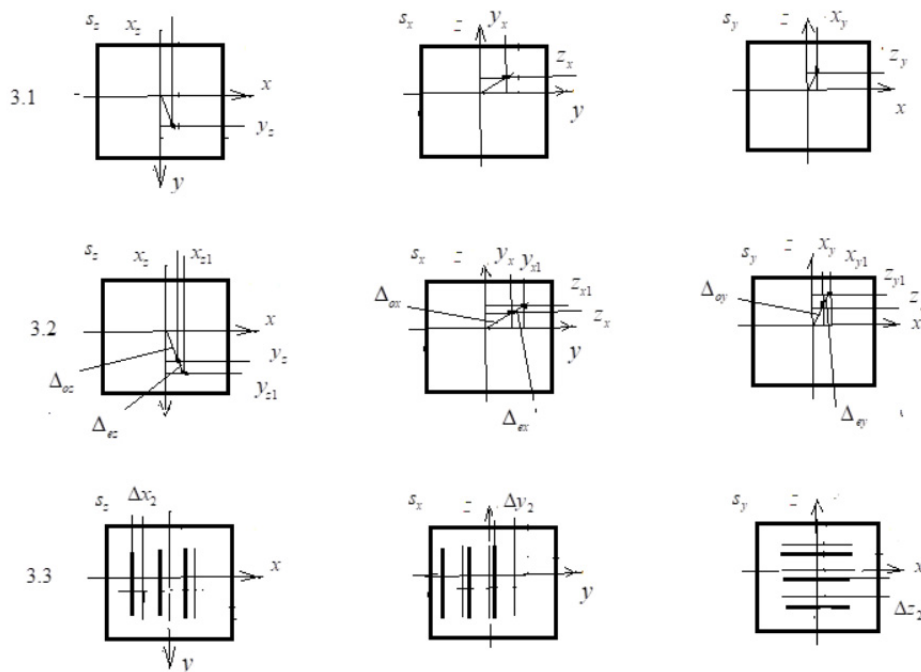 s_z x_z s_x z y_x s_y z x_y
3.1 x y_z y z_x y z_y x
s_z x_z x_z1 s_x z y_x y_x1 s_y z x_y x_y1
3.2 Δ_oz x y_z y_z1 Δ_ez Δ_ox z_x1 z_x y Δ_ex Δ_oy z_y1 z x Δ_ey
s_z Δx_2 s_x z Δy_2 s_y z
3.3 x y y x Δz_2